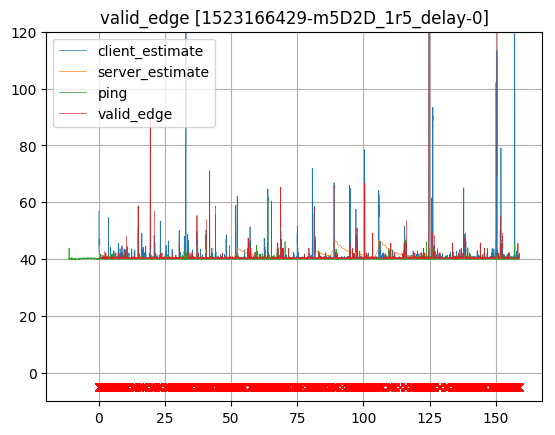 valid_edge [1523166429-m5D2D_1r5_delay-0]
client_estimate
server_estimate
ping
valid_edge
120
100
80
60
40
20
0
0 25 50 75 100 125 150